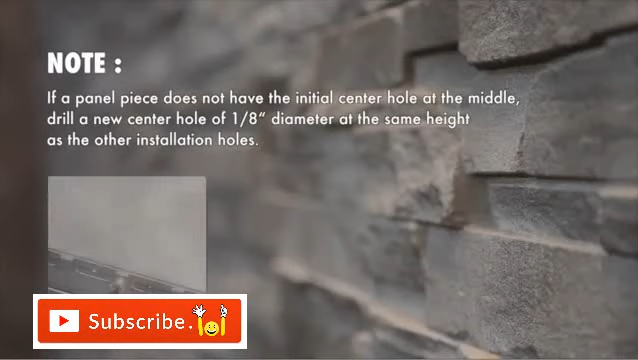 NOTE :
If a panel piece does not have the initial center hole at the middle,
drill a new center hole of 1/8“ diameter at the same height
as the other installation holes.
Subscribe.